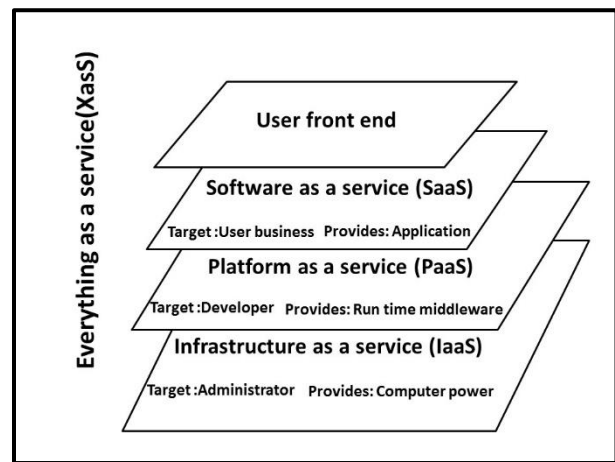 Everything as a service(XasS)
User front end
Software as a service (SaaS)
Target :User business Provides: Application
Platform as a service (PaaS)
Target :Developer Provides: Run time middleware
Infrastructure as a service (IaaS)
Target :Administrator Provides: Computer power